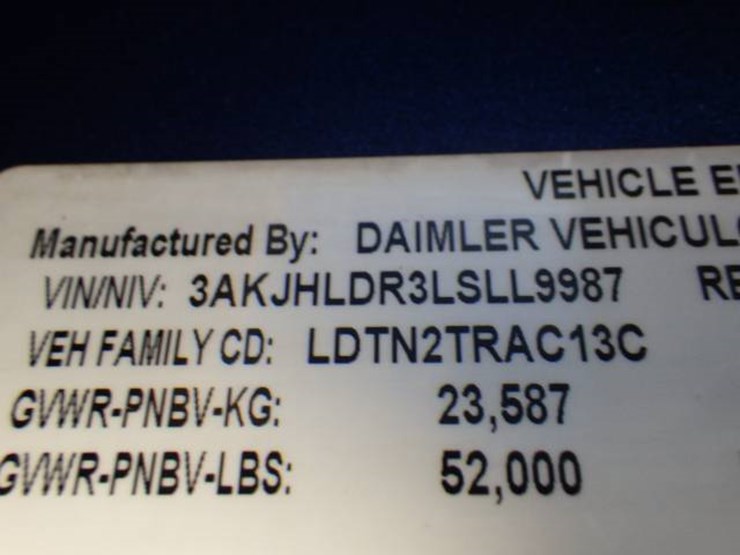 VEHICLE E
Manufactured By: DAIMLER VEHICUL
VIN/NIV: 3AKJHLDR3LSLL9987 RE
VEH FAMILY CD: LDTN2TRAC13C
GVWR-PNBV-KG: 23,587
GVWR-PNBV-LBS: 52,000